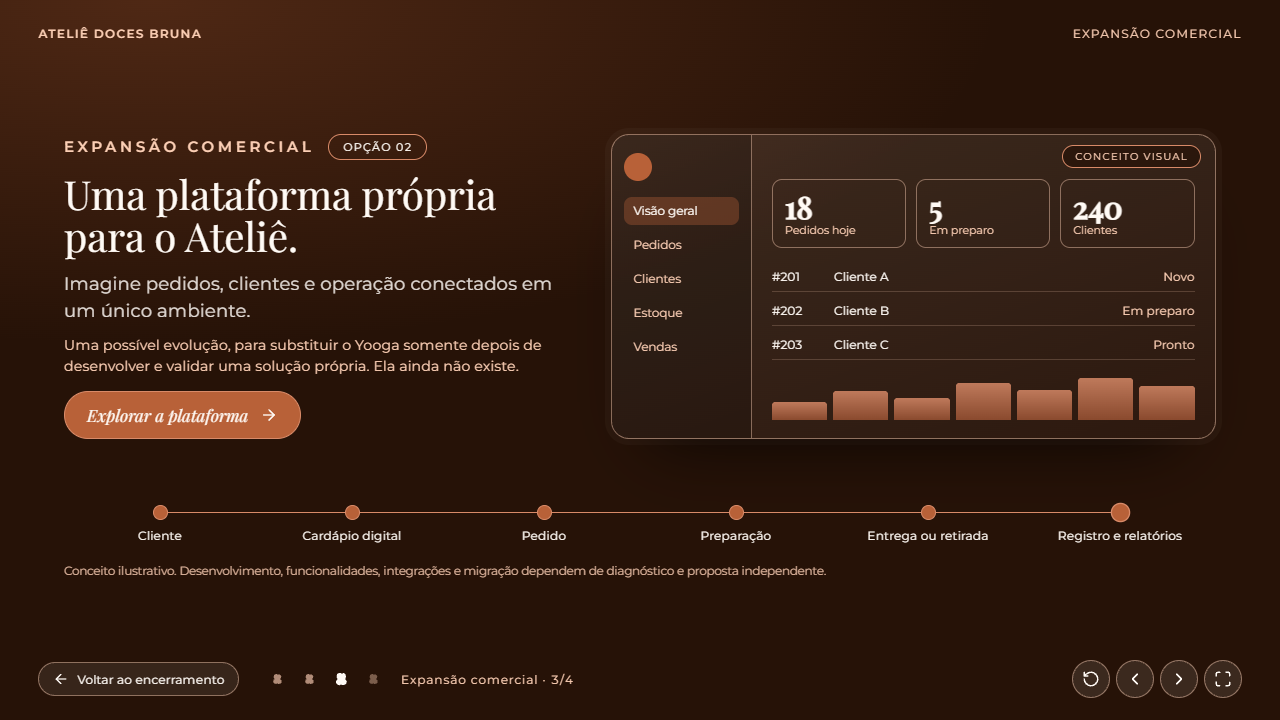 ATELIÊ DOCES BRUNA
EXPANSÃO COMERCIAL
EXPANSÃO COMERCIAL
OPÇÃO 02
Uma plataforma própria
para o Ateliê.
Imagine pedidos, clientes e operação conectados em
um único ambiente.
Uma possível evolução, para substituir o Yooga somente depois de
desenvolver e validar uma solução própria. Ela ainda não existe.
Explorar a plataforma
CONCEITO VISUAL
Visão geral
Pedidos
Clientes
Estoque
Vendas
18
Pedidos hoje
5
Em preparo
240
Clientes
#201 Cliente A Novo
#202 Cliente B Em preparo
#203 Cliente C Pronto
Cliente
Cardápio digital
Pedido
Preparação
Entrega ou retirada
Registro e relatórios
Conceito ilustrativo. Desenvolvimento, funcionalidades, integrações e migração dependem de diagnóstico e proposta independente.
Voltar ao encerramento
Expansão comercial · 3/4